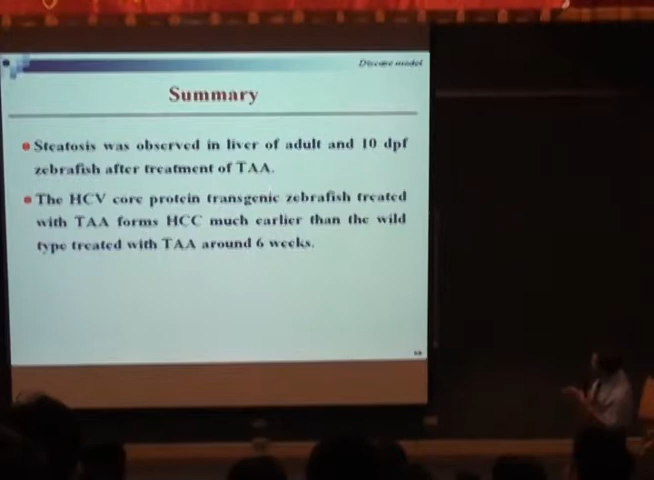 Disease model
Summary
Steatosis was observed in liver of adult and 10 dpf
zebrafish after treatment of TAA.
The HCV core protein transgenic zebrafish treated
with TAA forms HCC much earlier than the wild
type treated with TAA around 6 weeks.